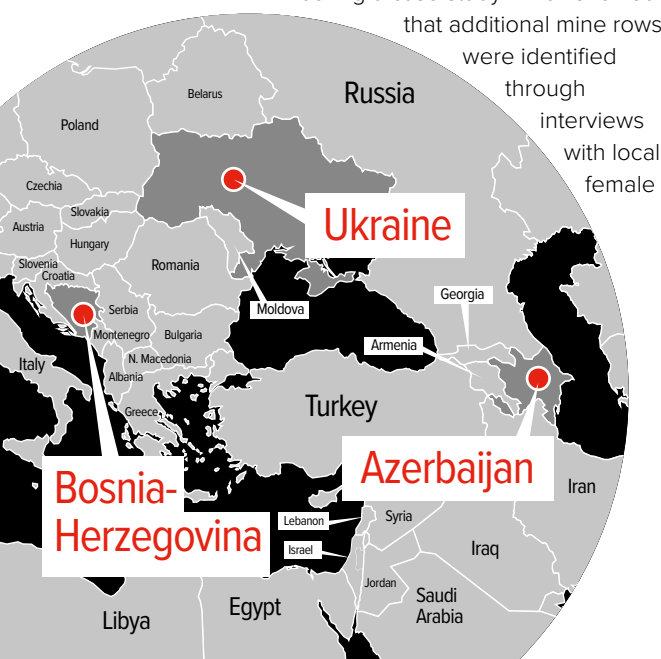 that additional mine rows
were identified
through
interviews
with local
female
Belarus
Russia
Poland
Czechia
Ukraine
Slovakia
Austria
Hungary
Slovenia
Croatia
Romania
Moldova
Georgia
Serbia
Montenegro
Bulgaria
Armenia
N. Macedonia
Italy
Albania
Greece
Turkey
Azerbaijan
Bosnia-
Herzegovina
Iran
Lebanon
Syria
Israel
Iraq
Jordan
Saudi
Arabia
Egypt
Libya